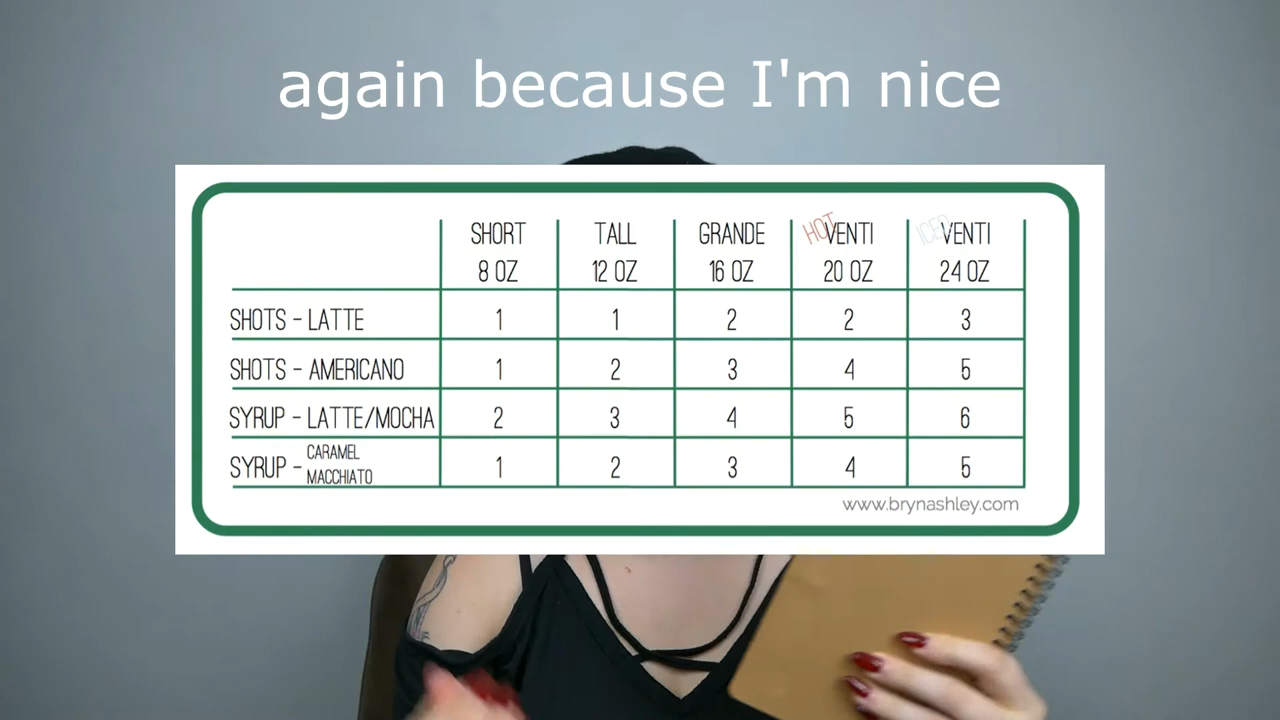 again because I'm nice
SHORT TALL GRANDE HOT VENTI ICED VENTI
8 OZ 12 OZ 16 OZ 20 OZ 24 OZ
SHOTS - LATTE 1 1 2 2 3
SHOTS - AMERICANO 1 2 3 4 5
SYRUP - LATTE/MOCHA 2 3 4 5 6
SYRUP - CARAMEL MACCHIATO 1 2 3 4 5
www.brynashley.com